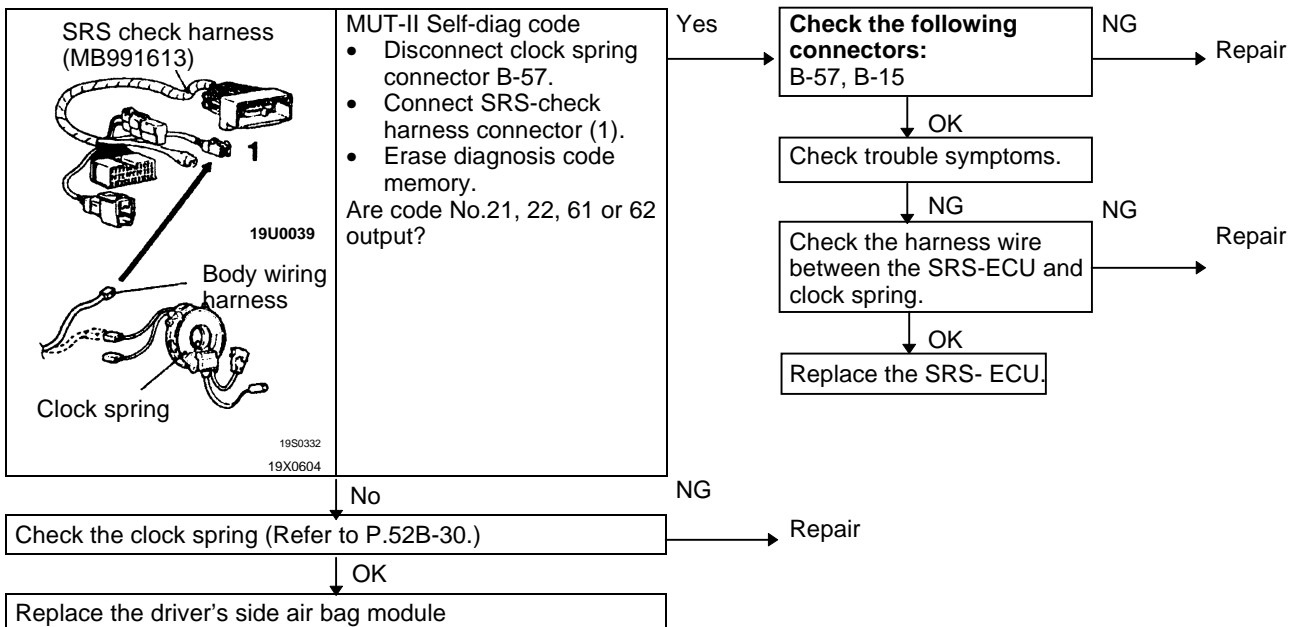 SRS check harness
(MB991613)
1
19U0039
Body wiring
harness
Clock spring
19S0332
19X0604
MUT-II Self-diag code
• Disconnect clock spring
connector B-57.
• Connect SRS-check
harness connector (1).
• Erase diagnosis code
memory.
Are code No.21, 22, 61 or 62
output?
Yes
Check the following
connectors:
B-57, B-15
NG
Repair
OK
Check trouble symptoms.
NG
Check the harness wire
between the SRS-ECU and
clock spring.
NG
Repair
OK
Replace the SRS- ECU.
No
Check the clock spring (Refer to P.52B-30.)
NG
Repair
OK
Replace the driver’s side air bag module